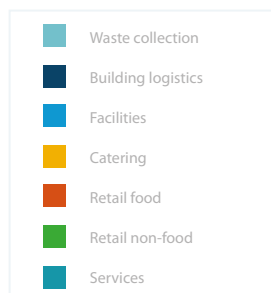 Waste collection
Building logistics
Facilities
Catering
Retail food
Retail non-food
Services